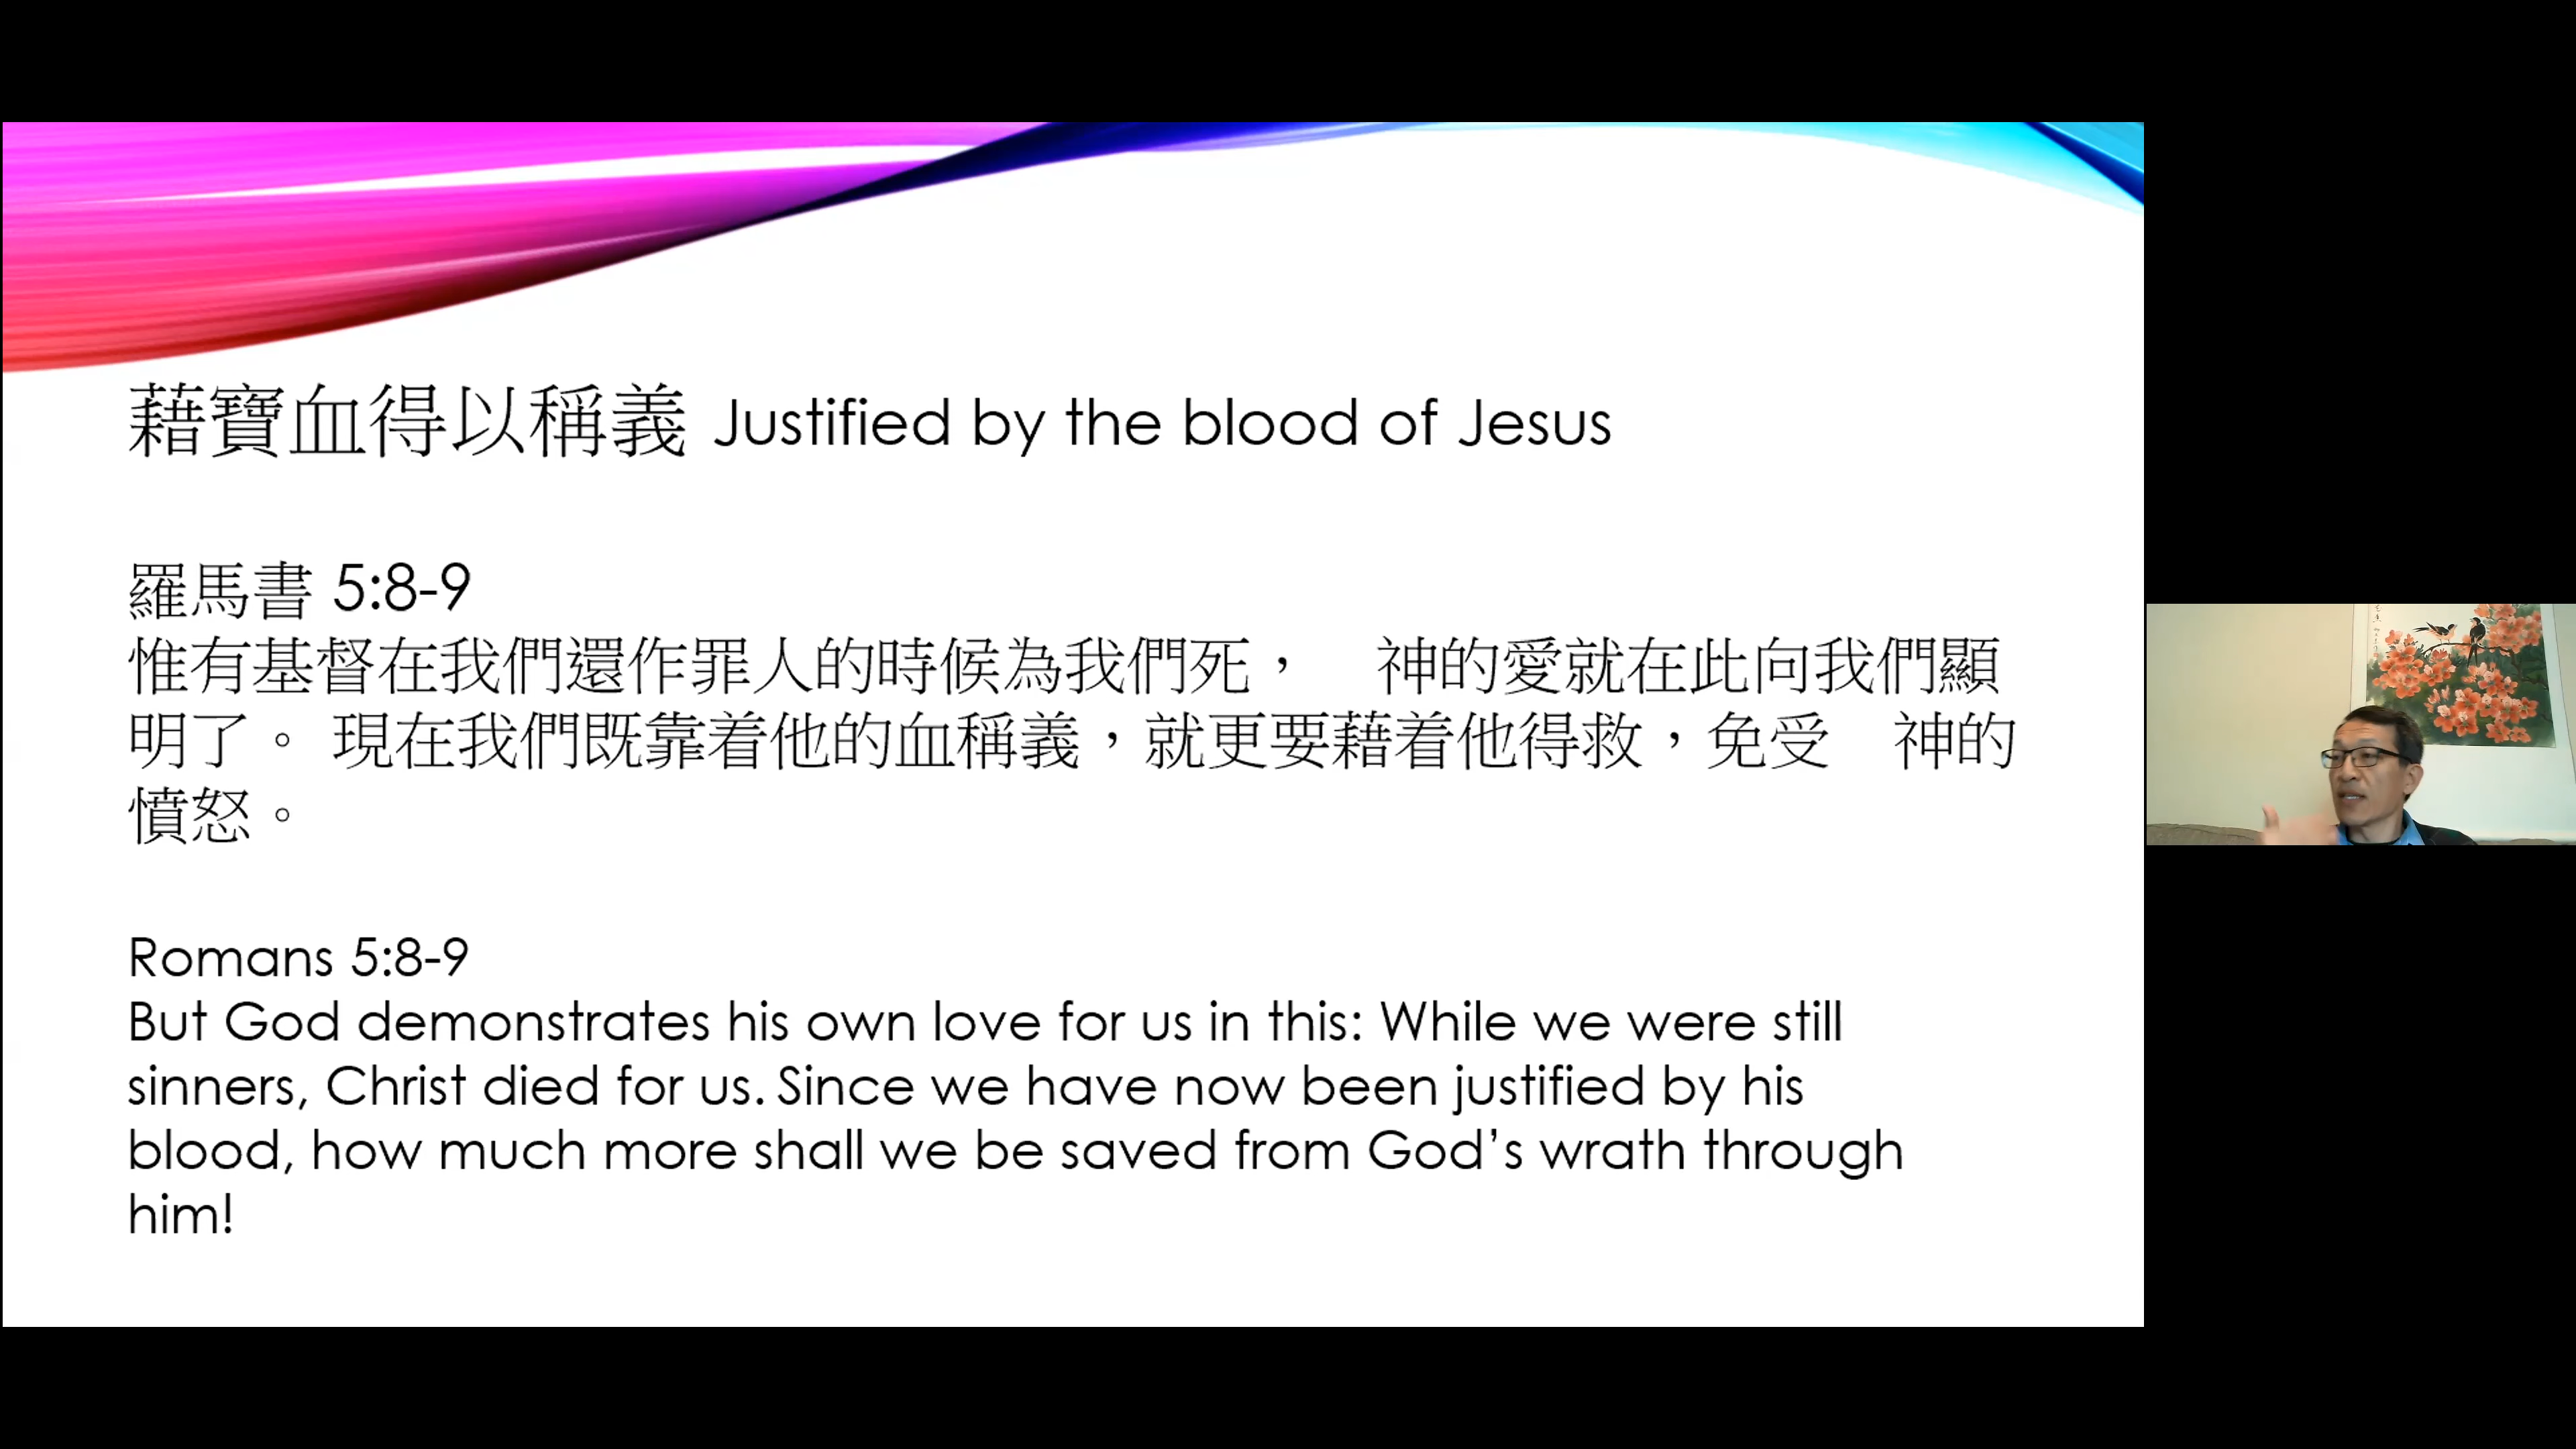 藉寶血得以稱義 Justified by the blood of Jesus
羅馬書 5:8-9
惟有基督在我們還作罪人的時候為我們死，　神的愛就在此向我們顯
明了。 現在我們既靠着他的血稱義，就更要藉着他得救，免受　神的
憤怒。
Romans 5:8-9
But God demonstrates his own love for us in this: While we were still
sinners, Christ died for us. Since we have now been justified by his
blood, how much more shall we be saved from God’s wrath through
him!